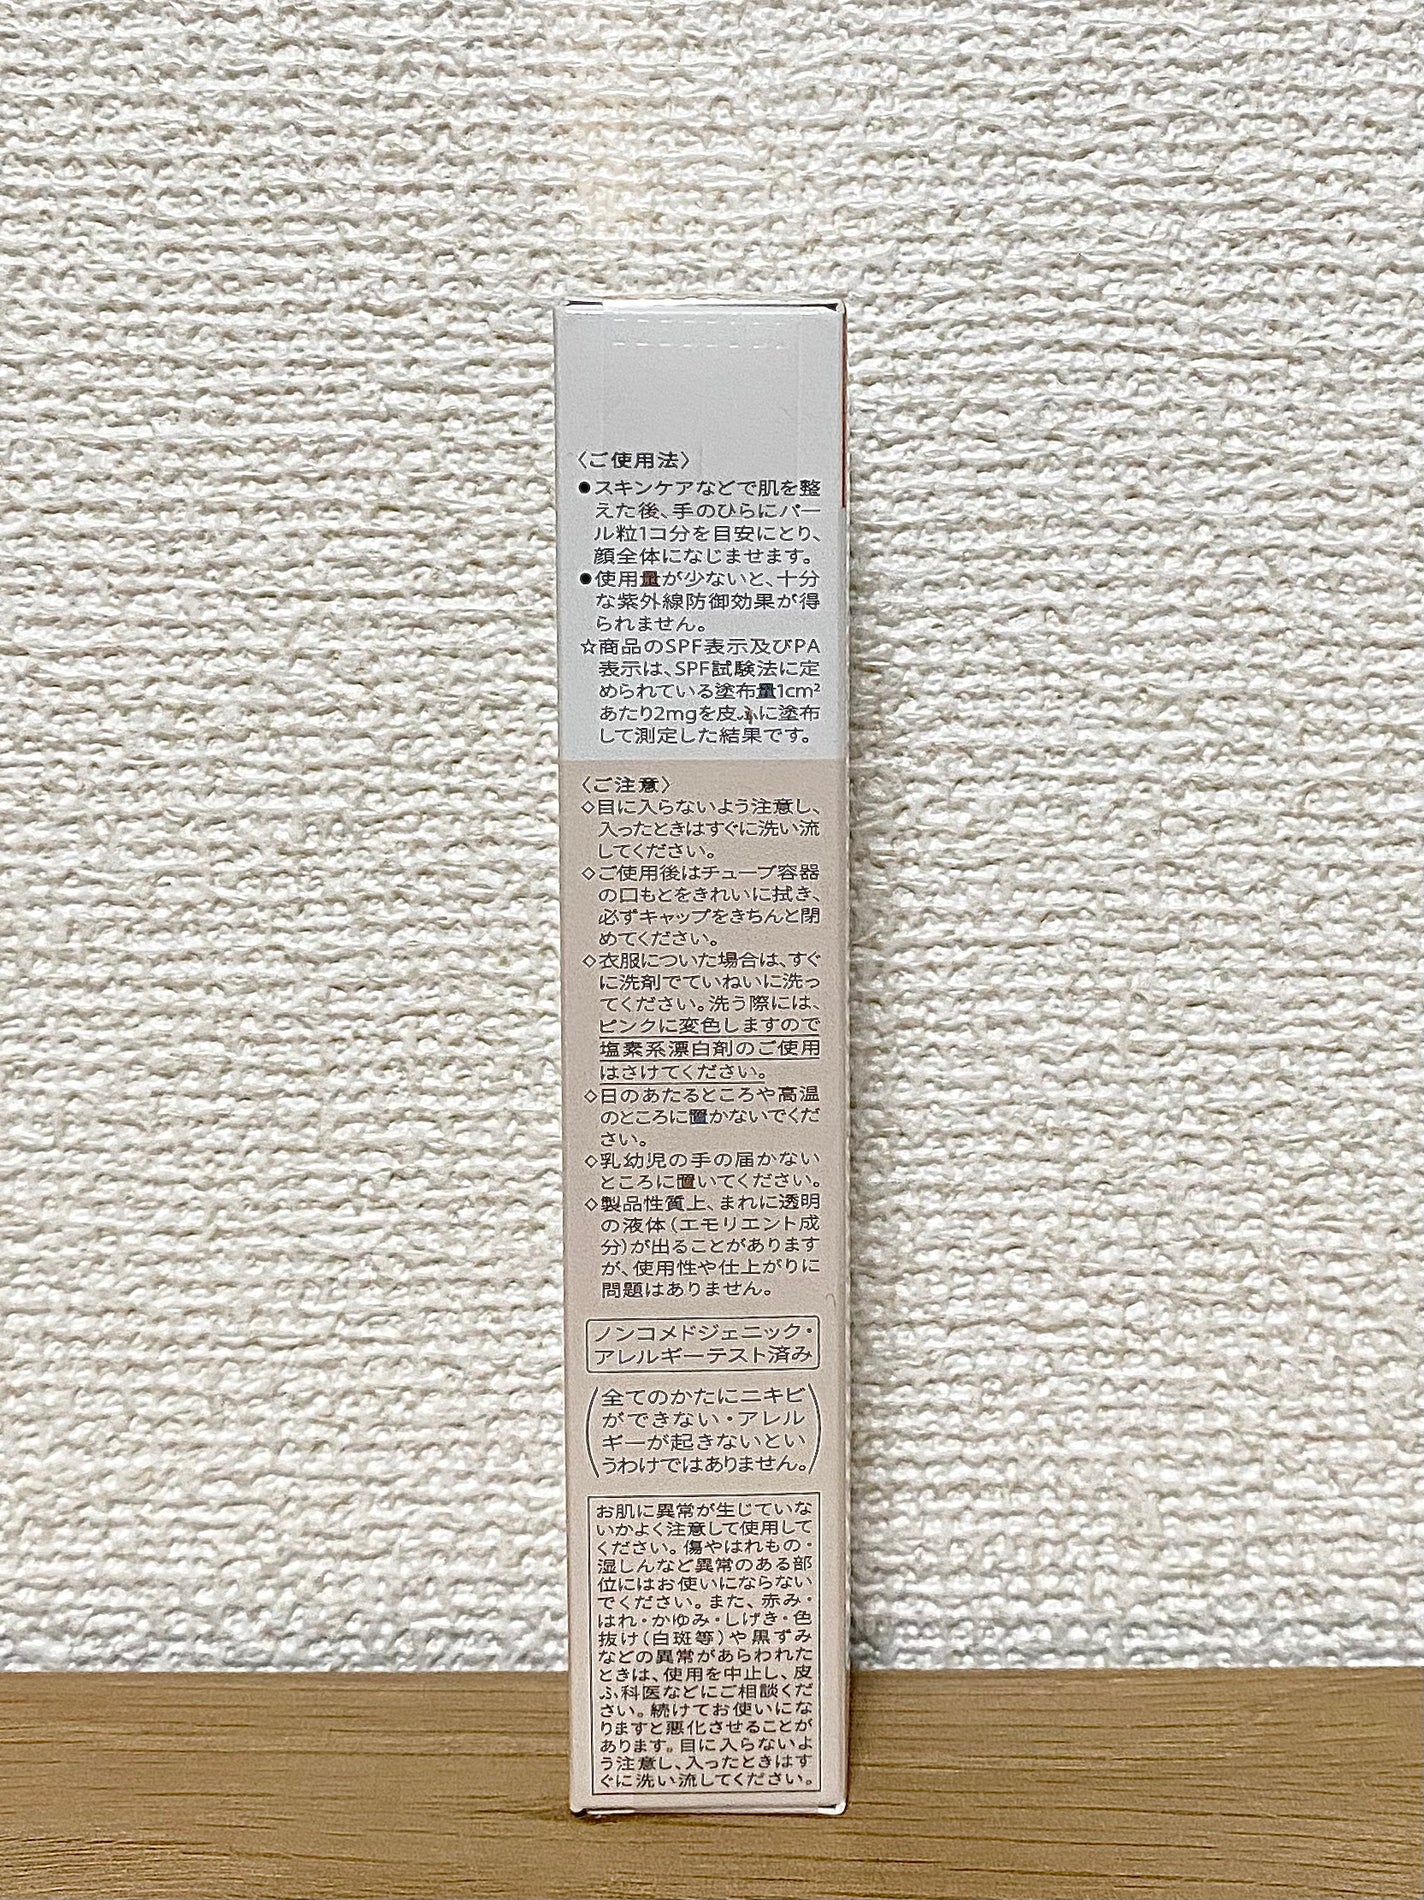 〈ご使用法〉
●スキンケアなどで肌を整
えた後、手のひらにパー
ル粒1コ分を目安にとり、
顔全体になじませます。
●使用量が少ないと、十分
な紫外線防御効果が得
られません。
☆商品のSPF表示及びPA
表示は、SPF試験法に定
められている塗布量1cm²
あたり2mgを皮ふに塗布
して測定した結果です。
〈ご注意〉
◇目に入らないよう注意し、
入ったときはすぐに洗い流
してください。
◇ご使用後はチューブ容器
の口もとをきれいに拭き、
必ずキャップをきちんと閉
めてください。
◇衣服についた場合は、すぐ
に洗剤でていねいに洗っ
てください。洗う際には、
ピンクに変色しますので
塩素系漂白剤のご使用
はさけてください。
◇日のあたるところや高温
のところに置かないでくだ
さい。
◇乳幼児の手の届かない
ところに置いてください。
◇製品性質上、まれに透明
の液体(エモリエント成
分)が出ることがあります
が、使用性や仕上がりに
問題はありません。
ノンコメドジェニック・
アレルギーテスト済み
(全てのかたにニキビ
ができない・アレル
ギーが起きないとい
うわけではありません。)
お肌に異常が生じていな
いかよく注意して使用して
ください。傷やはれもの・
湿しんなど異常のある部
位にはお使いにならない
でください。また、赤み・
はれ・かゆみ・しげき・色
抜け(白斑等)や黒ずみ
などの異常があらわれた
ときは、使用を中止し、皮
ふ科医などにご相談くだ
さい。続けてお使いにな
りますと悪化させることが
あります。目に入らないよ
う注意し、入ったときはす
ぐに洗い流してください。